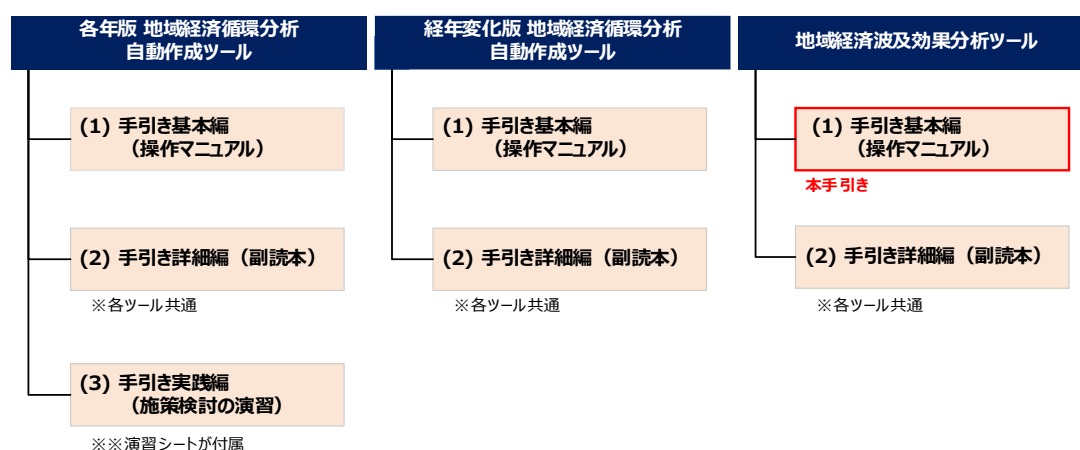 各年版 地域経済循環分析
自動作成ツール
(1) 手引き基本編
（操作マニュアル）
(2) 手引き詳細編（副読本）
※各ツール共通
(3) 手引き実践編
（施策検討の演習）
※※演習シートが付属
経年変化版 地域経済循環分析
自動作成ツール
(1) 手引き基本編
（操作マニュアル）
(2) 手引き詳細編（副読本）
※各ツール共通
地域経済波及効果分析ツール
(1) 手引き基本編
（操作マニュアル）
本手引き
(2) 手引き詳細編（副読本）
※各ツール共通